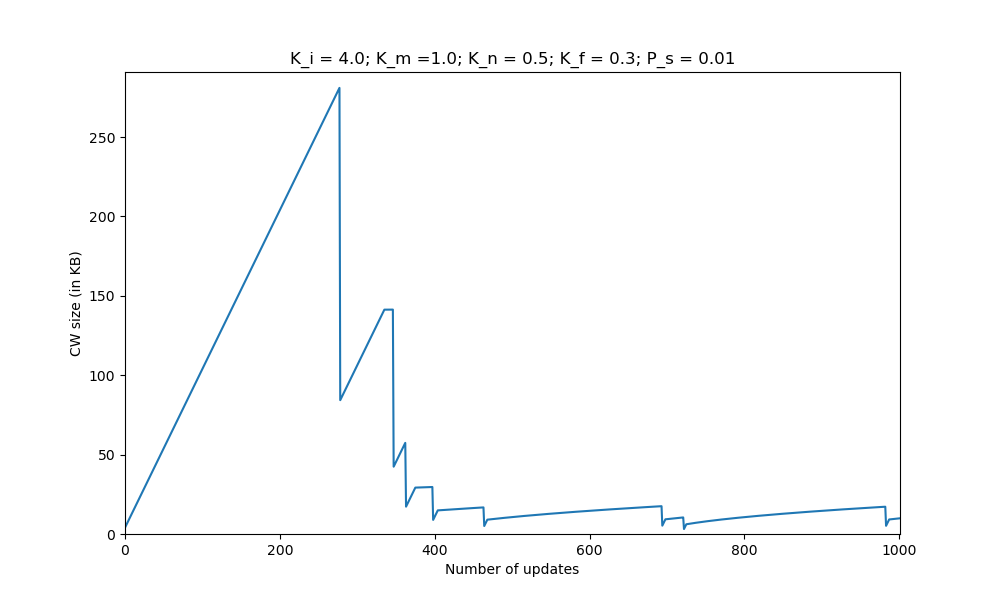 K_i = 4.0; K_m =1.0; K_n = 0.5; K_f = 0.3; P_s = 0.01
CW size (in KB)
250
200
150
100
50
0
0 200 400 600 800 1000
Number of updates